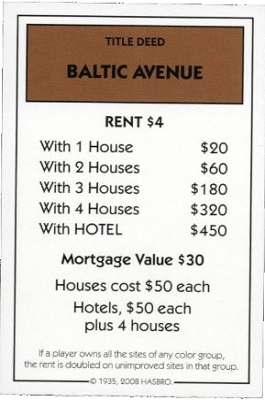 TITLE DEED
BALTIC AVENUE
RENT $4
With 1 House $20
With 2 Houses $60
With 3 Houses $180
With 4 Houses $320
With HOTEL $450
Mortgage Value $30
Houses cost $50 each
Hotels, $50 each
plus 4 houses
If a player owns all the sites of any color group,
the rent is doubled on unimproved sites in that group.
© 1935, 2008 HASBRO.